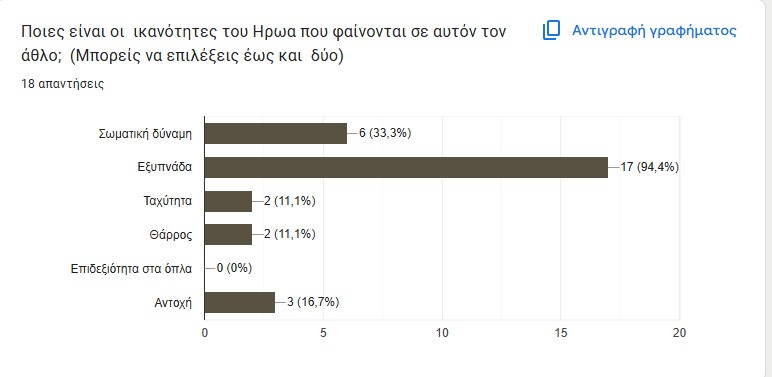 Ποιες είναι οι  ικανότητες του Ηρωα που φαίνονται σε αυτόν τον
άθλο;  (Μπορείς να επιλέξεις έως και  δύο)
Αντιγραφή γραφήματος
18 απαντήσεις
Σωματική δύναμη 6 (33,3%)
Εξυπνάδα 17 (94,4%)
Ταχύτητα 2 (11,1%)
Θάρρος 2 (11,1%)
Επιδεξιότητα στα όπλα 0 (0%)
Αντοχή 3 (16,7%)
0 5 10 15 20